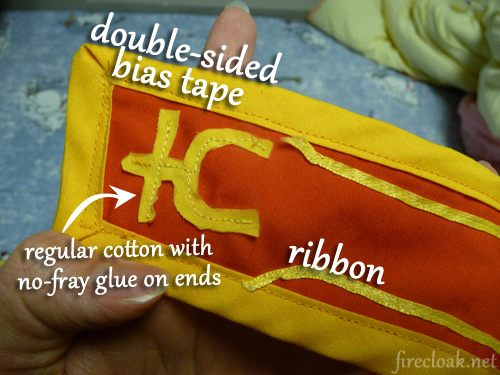 double-sided
bias tape
regular cotton with
no-fray glue on ends
ribbon
firecloak.net